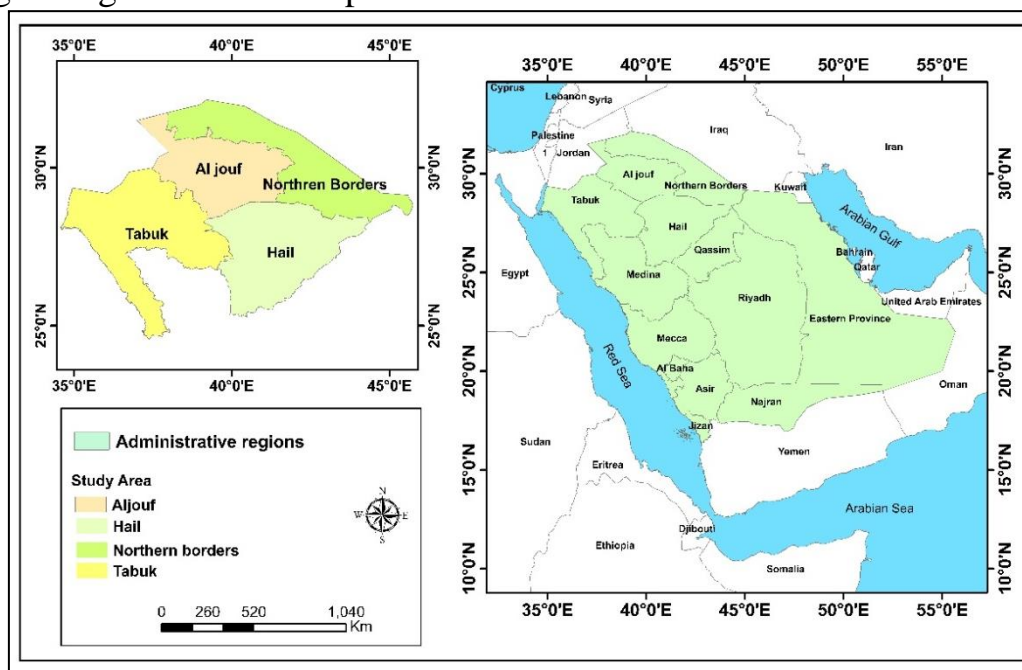 35°0'E 40°0'E 45°0'E
30°0'N
25°0'N
Al jouf
Northren Borders
Tabuk
Hail
30°0'N
25°0'N
35°0'E 40°0'E 45°0'E
Administrative regions
Study Area
Aljouf
Hail
Northern borders
Tabuk
N
W E
S
0 260 520 1,040
Km
35°0'E 40°0'E 45°0'E 50°0'E 55°0'E
30°0'N
25°0'N
20°0'N
15°0'N
10°0'N
Cyprus
Lebanon
Syria
Iraq
Iran
Palestine
1
Jordan
Al jouf
Northern Borders
Kuwait
Tabuk
Hail
Arabian Gulf
Qassim
Bahrain
Qatar
Egypt
Medina
Riyadh
United Arab Emirates
Eastern Province
Red Sea
Mecca
Al Baha
Asir
Oman
Najran
Jizan
Sudan
Yemen
Eritrea
Arabian Sea
Djibouti
Ethiopia
Somalia
30°0'N
25°0'N
20°0'N
15°0'N
10°0'N
35°0'E 40°0'E 45°0'E 50°0'E 55°0'E